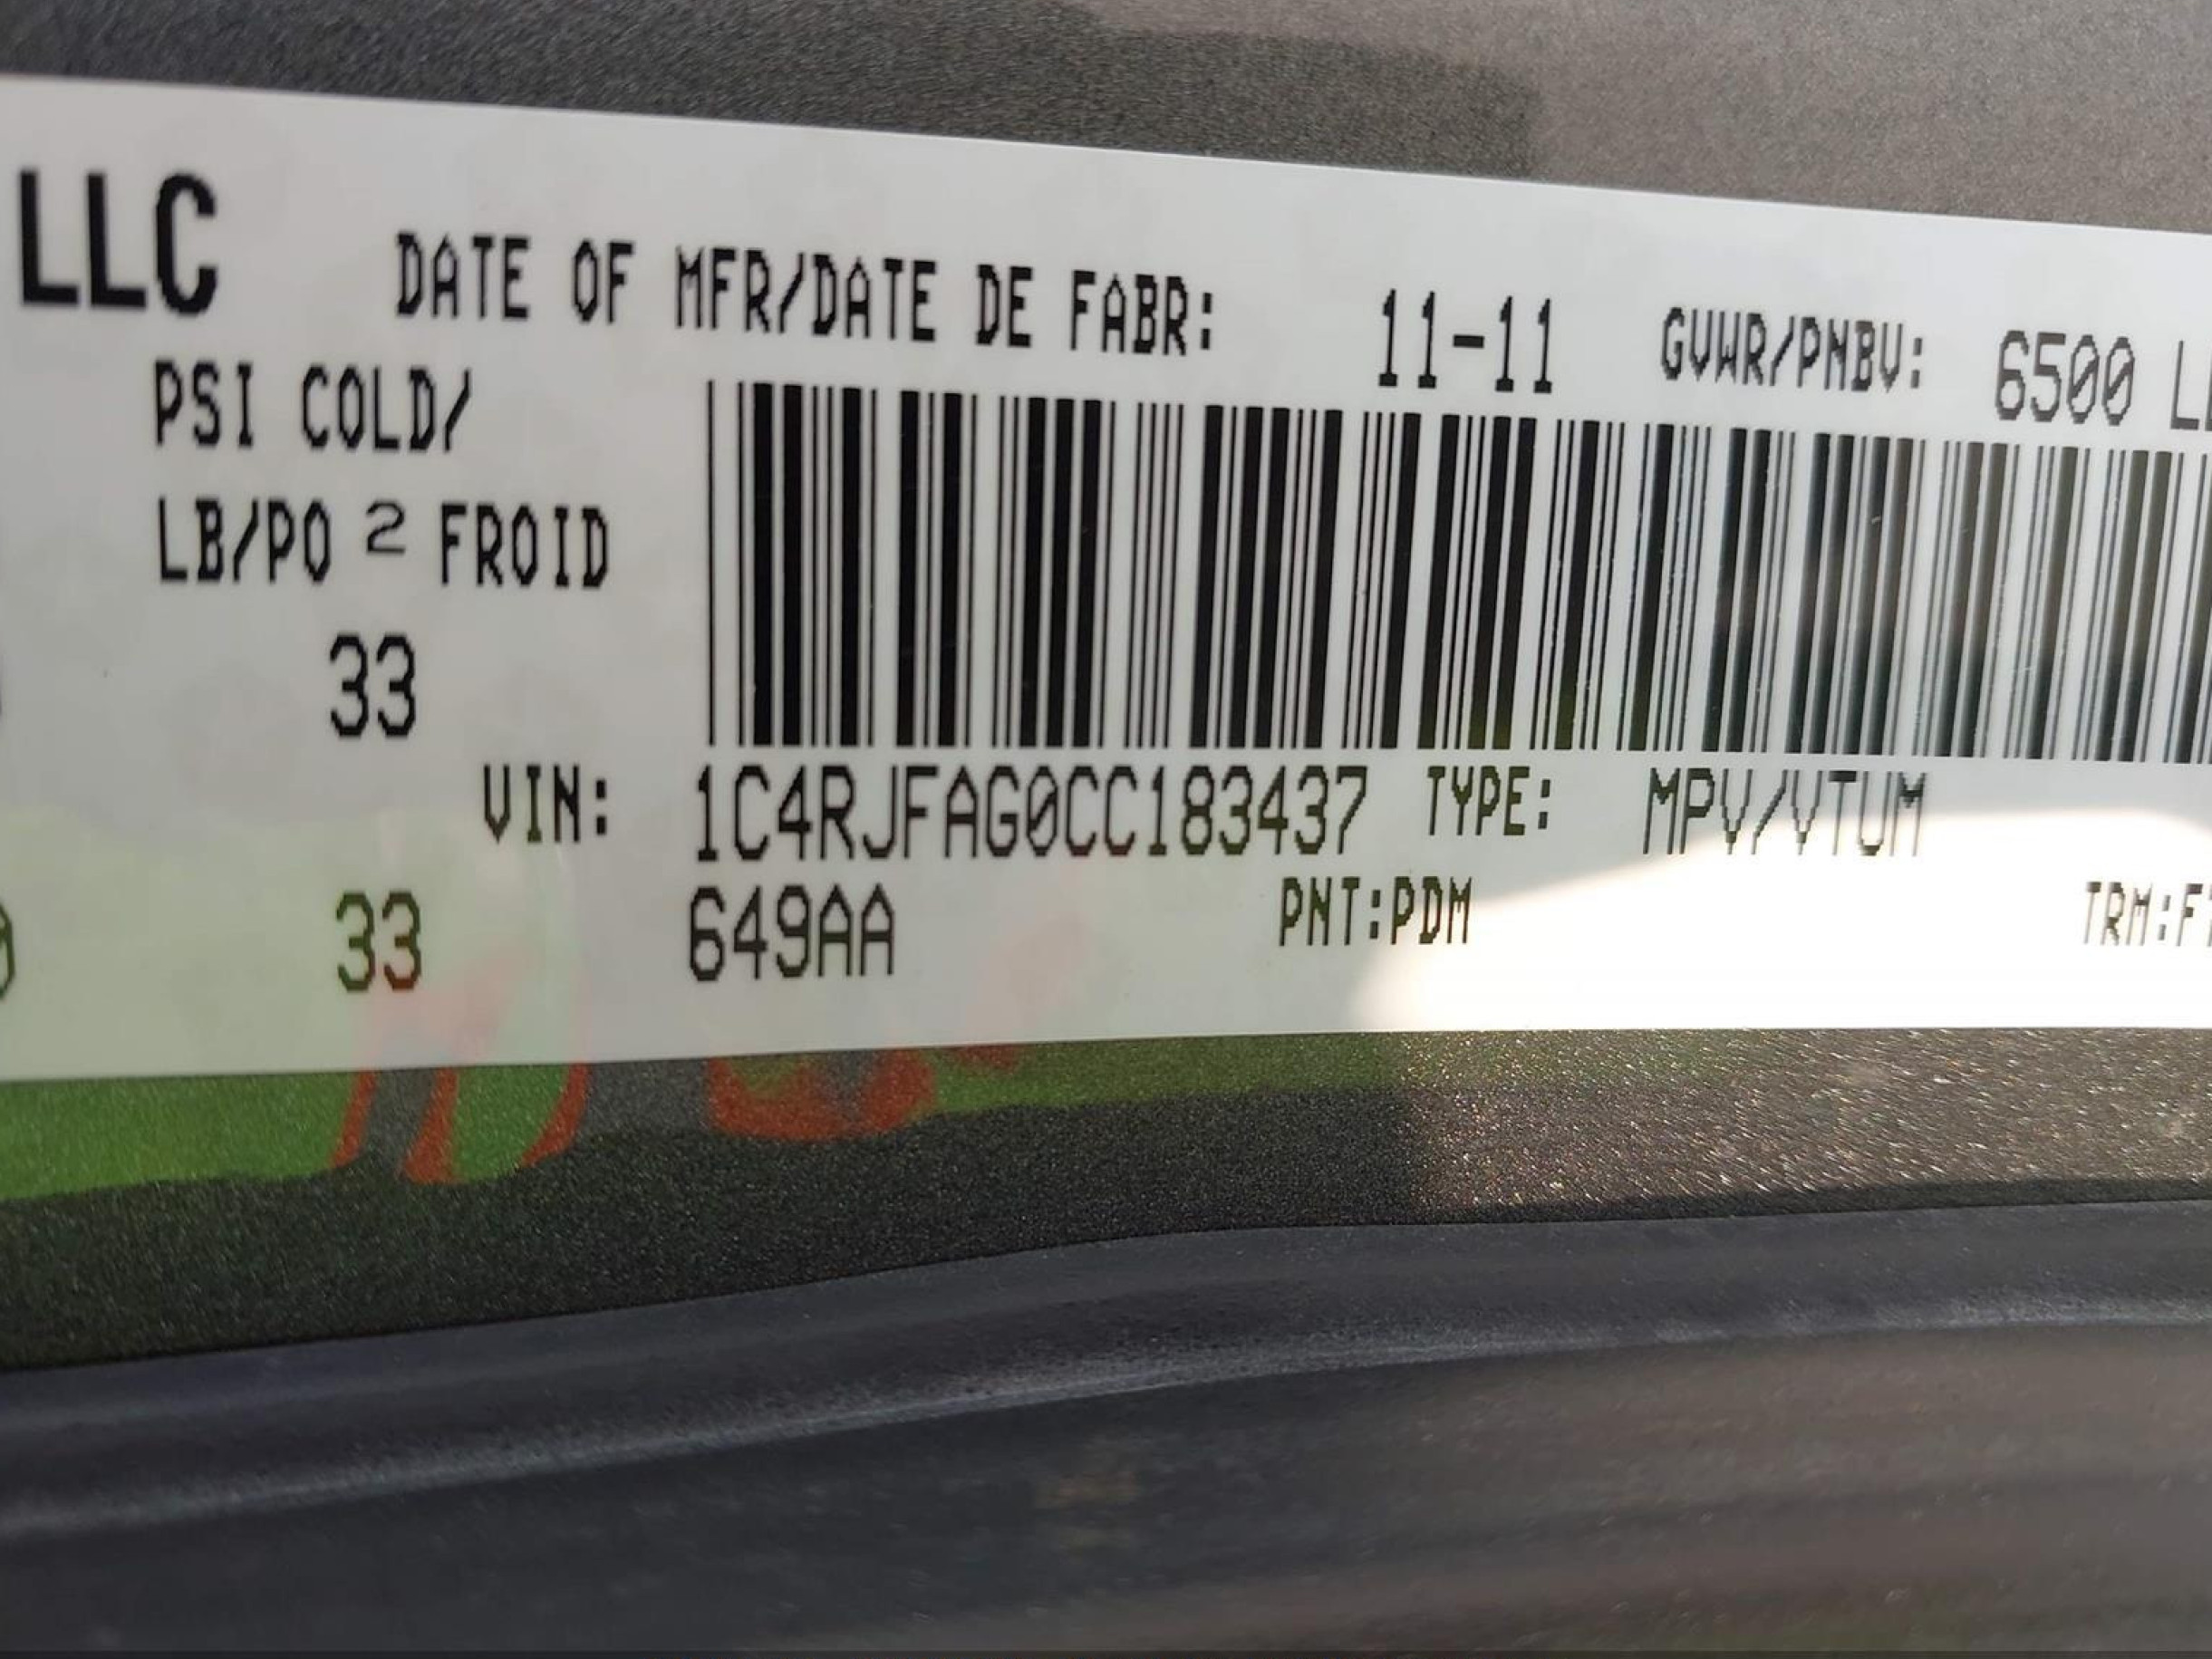 LLC DATE OF MFR/DATE DE FABR: 11-11 GVWR/PNBV: 6500 L
PSI COLD/
LB/PO 2 FROID
33
VIN: 1C4RJFAG0CC183437 TYPE: MPV/VTUM
33 649AA PNT:PDM TRM:F